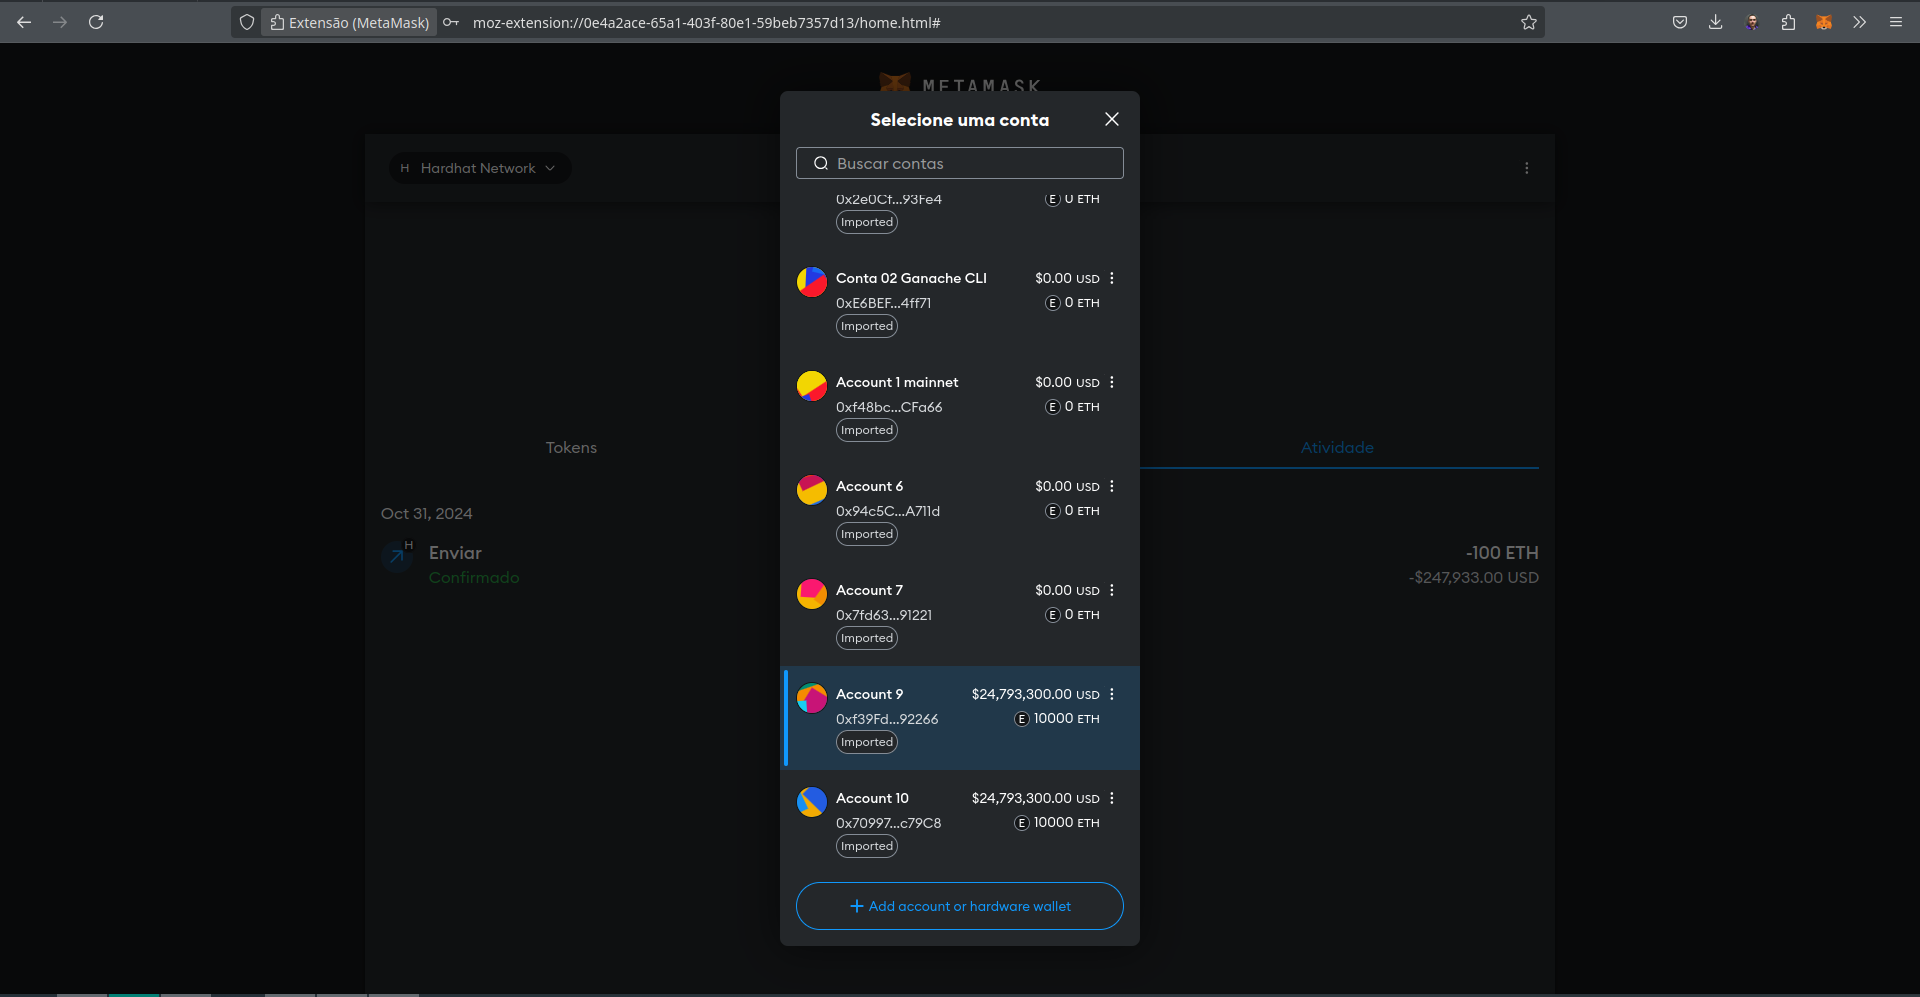 Extensão (MetaMask)
moz-extension://0e4a2ace-65a1-403f-80e1-59beb7357d13/home.html#
METAMASK
Selecione uma conta
Buscar contas
H Hardhat Network
0x2e0Cf...93Fe4 E 0 ETH
Imported
Conta 02 Ganache CLI $0.00 USD
0xE6BEF...4ff71 E 0 ETH
Imported
Account 1 mainnet $0.00 USD
0xf48bc...CFa66 E 0 ETH
Imported
Tokens
Atividade
Account 6 $0.00 USD
0x94c5C...A711d E 0 ETH
Imported
Oct 31, 2024
H
Enviar
Confirmado
-100 ETH
-$247,933.00 USD
Account 7 $0.00 USD
0x7fd63...91221 E 0 ETH
Imported
Account 9 $24,793,300.00 USD
0xf39Fd...92266 E 10000 ETH
Imported
Account 10 $24,793,300.00 USD
0x70997...c79C8 E 10000 ETH
Imported
+ Add account or hardware wallet